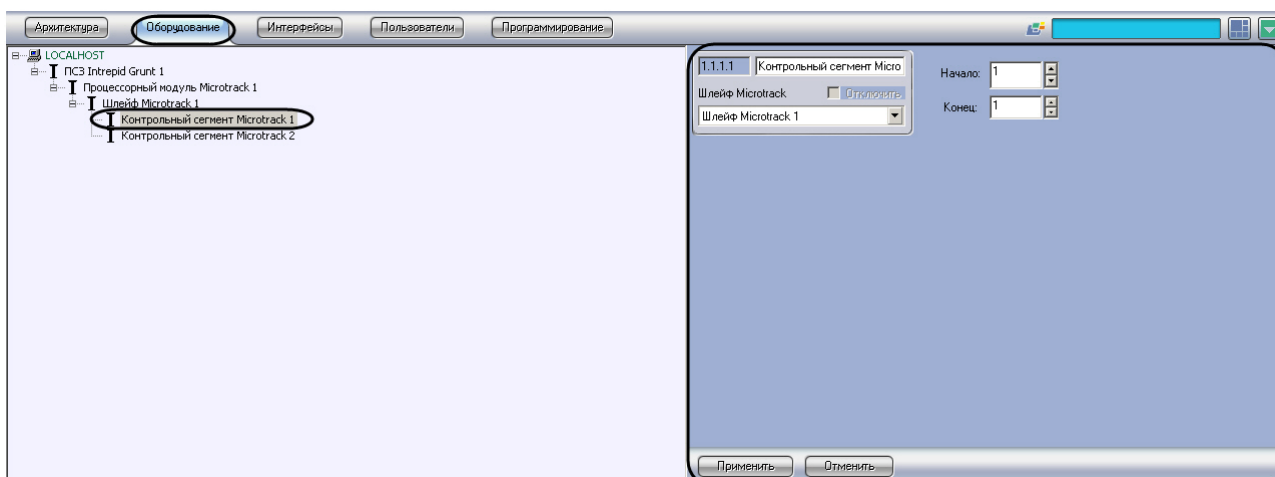 Архитектура Оборудование Интерфейсы Пользователи Программирование
LOCALHOST
ПСЗ Intrepid Grunt 1
Процессорный модуль Microtrack 1
Шлейф Microtrack 1
Контрольный сегмент Microtrack 1
Контрольный сегмент Microtrack 2
1.1.1.1 Контрольный сегмент Micro
Шлейф Microtrack Отключить
Шлейф Microtrack 1
Начало: 1
Конец: 1
Применить Отменить